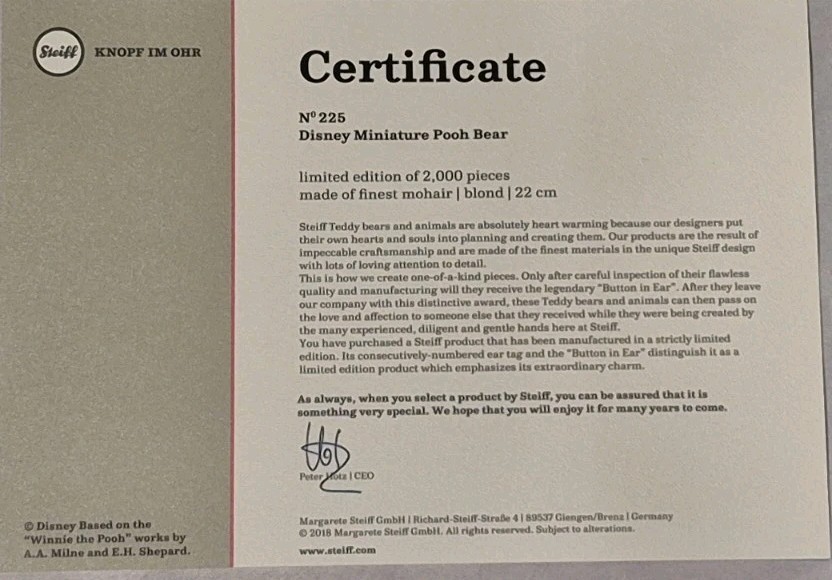 Steiff KNOPF IM OHR
Certificate
Nº 225
Disney Miniature Pooh Bear
limited edition of 2,000 pieces
made of finest mohair | blond | 22 cm
Steiff Teddy bears and animals are absolutely heart warming because our designers put
their own hearts and souls into planning and creating them. Our products are the result of
impeccable craftsmanship and are made of the finest materials in the unique Steiff design
with lots of loving attention to detail.
This is how we create one-of-a-kind pieces. Only after careful inspection of their flawless
quality and manufacturing will they receive the legendary "Button in Ear". After they leave
our company with this distinctive award, these Teddy bears and animals can then pass on
the love and affection to someone else that they received while they were being created by
the many experienced, diligent and gentle hands here at Steiff.
You have purchased a Steiff product that has been manufactured in a strictly limited
edition. Its consecutively-numbered ear tag and the "Button in Ear" distinguish it as a
limited edition product which emphasizes its extraordinary charm.
As always, when you select a product by Steiff, you can be assured that it is
something very special. We hope that you will enjoy it for many years to come.
Peter Hotz | CEO
Margarete Steiff GmbH | Richard-Steiff-Straße 4 | 89537 Giengen/Brenz | Germany
© 2018 Margarete Steiff GmbH. All rights reserved. Subject to alterations.
www.steiff.com
© Disney Based on the
"Winnie the Pooh" works by
A.A. Milne and E.H. Shepard.